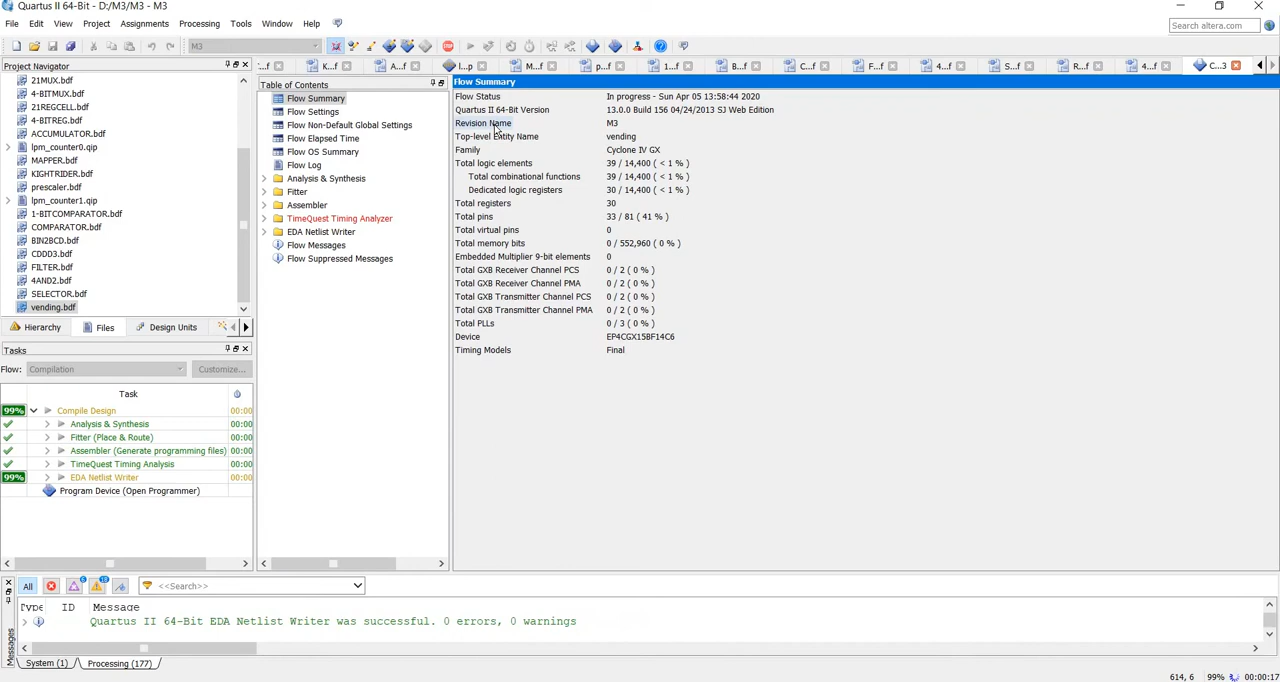 Quartus II 64-Bit - D:/M3/M3 - M3
File Edit View Project Assignments Processing Tools Window Help
Search altera.com
M3
Project Navigator
21MUX.bdf
4-BITMUX.bdf
21REGCELL.bdf
4-BITREG.bdf
ACCUMULATOR.bdf
lpm_counter0.qip
MAPPER.bdf
KIGHTRIDER.bdf
prescaler.bdf
lpm_counter1.qip
1-BITCOMPARATOR.bdf
COMPARATOR.bdf
BIN2BCD.bdf
CDDD3.bdf
FILTER.bdf
4AND2.bdf
SELECTOR.bdf
vending.bdf
Hierarchy Files Design Units
Tasks
Flow: Compilation Customize...
Task
99% Compile Design 00:00
Analysis & Synthesis 00:00
Fitter (Place & Route) 00:00
Assembler (Generate programming files) 00:00
TimeQuest Timing Analysis 00:00
99% EDA Netlist Writer 00:00
Program Device (Open Programmer)
'...f K...f A...f I...p M...f p...f 1...f B...f C...f F...f 4...f S...f R...f 4...f C...3
Table of Contents
Flow Summary
Flow Settings
Flow Non-Default Global Settings
Flow Elapsed Time
Flow OS Summary
Flow Log
Analysis & Synthesis
Fitter
Assembler
TimeQuest Timing Analyzer
EDA Netlist Writer
Flow Messages
Flow Suppressed Messages
Flow Summary
Flow Status In progress - Sun Apr 05 13:58:44 2020
Quartus II 64-Bit Version 13.0.0 Build 156 04/24/2013 SJ Web Edition
Revision Name M3
Top-level Entity Name vending
Family Cyclone IV GX
Total logic elements 39 / 14,400 ( < 1 % )
Total combinational functions 39 / 14,400 ( < 1 % )
Dedicated logic registers 30 / 14,400 ( < 1 % )
Total registers 30
Total pins 33 / 81 ( 41 % )
Total virtual pins 0
Total memory bits 0 / 552,960 ( 0 % )
Embedded Multiplier 9-bit elements 0
Total GXB Receiver Channel PCS 0 / 2 ( 0 % )
Total GXB Receiver Channel PMA 0 / 2 ( 0 % )
Total GXB Transmitter Channel PCS 0 / 2 ( 0 % )
Total GXB Transmitter Channel PMA 0 / 2 ( 0 % )
Total PLLs 0 / 3 ( 0 % )
Device EP4CGX15BF14C6
Timing Models Final
Messages
All <<Search>>
Type ID Message
Quartus II 64-Bit EDA Netlist Writer was successful. 0 errors, 0 warnings
System (1) Processing (177)
614, 6 99% 00:00:17